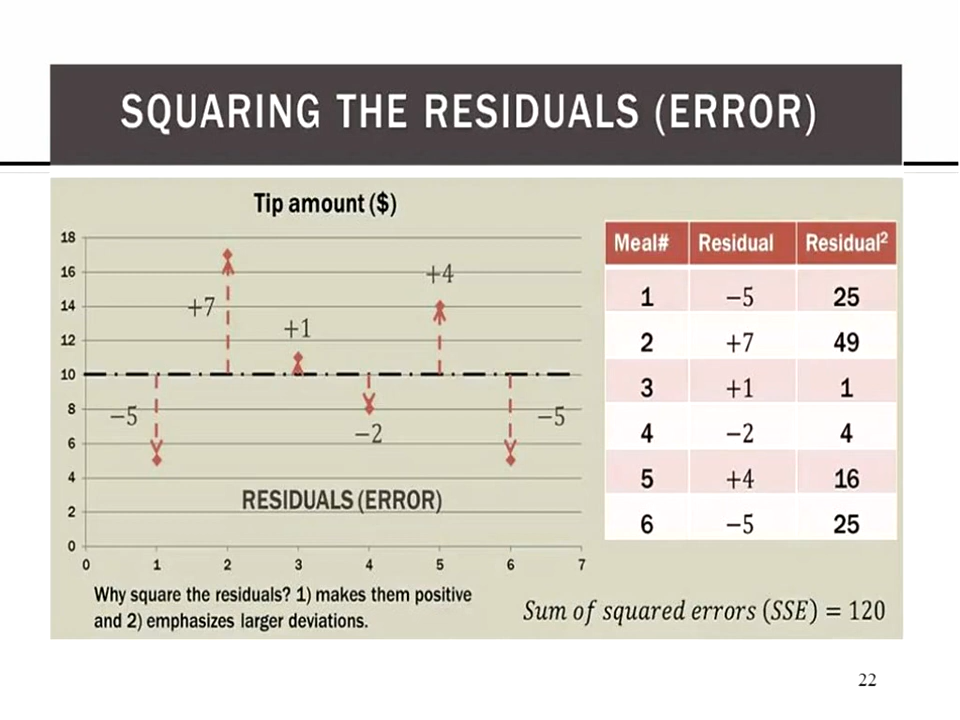 SQUARING THE RESIDUALS (ERROR)
Tip amount ($)
18
16
14
12
10
8
6
4
2
0
0 1 2 3 4 5 6 7
−5
+7
+1
−2
+4
−5
RESIDUALS (ERROR)
Why square the residuals? 1) makes them positive
and 2) emphasizes larger deviations.
Meal# Residual Residual²
1 −5 25
2 +7 49
3 +1 1
4 −2 4
5 +4 16
6 −5 25
Sum of squared errors (SSE) = 120
22